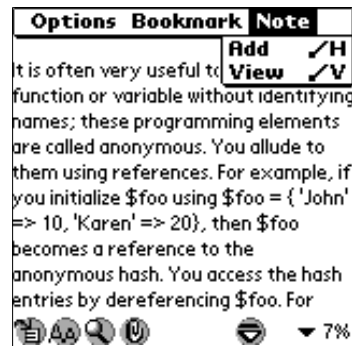 Options Bookmark Note
Add /H
View /V
It is often very useful to
function or variable without identifying
names; these programming elements
are called anonymous. You allude to
them using references. For example, if
you initialize $foo using $foo = { 'John'
=> 10, 'Karen' => 20}, then $foo
becomes a reference to the
anonymous hash. You access the hash
entries by dereferencing $foo. For
7%